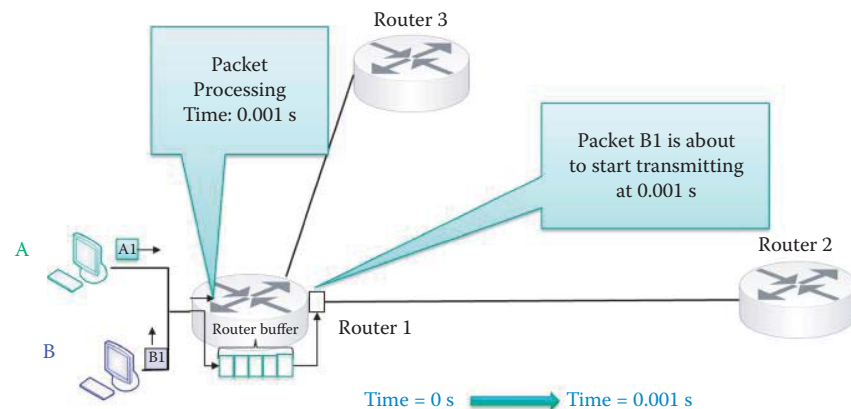 Router 3
Packet
Processing
Time: 0.001 s
Packet B1 is about
to start transmitting
at 0.001 s
A
A1
Router 2
Router buffer
Router 1
B
B1
Time = 0 s
Time = 0.001 s